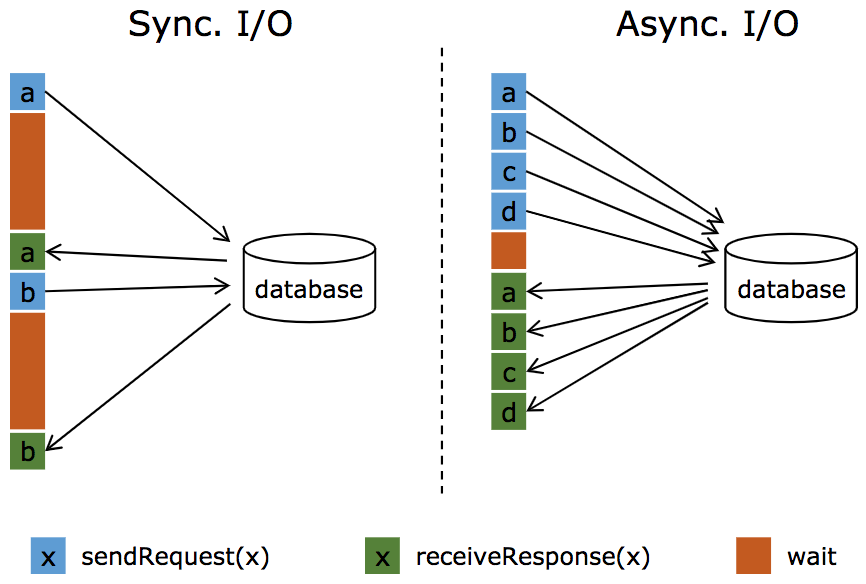 Sync. I/O
a
a
b
b
database
Async. I/O
a
b
c
d
a
b
c
d
database
x sendRequest(x)
x receiveResponse(x)
wait